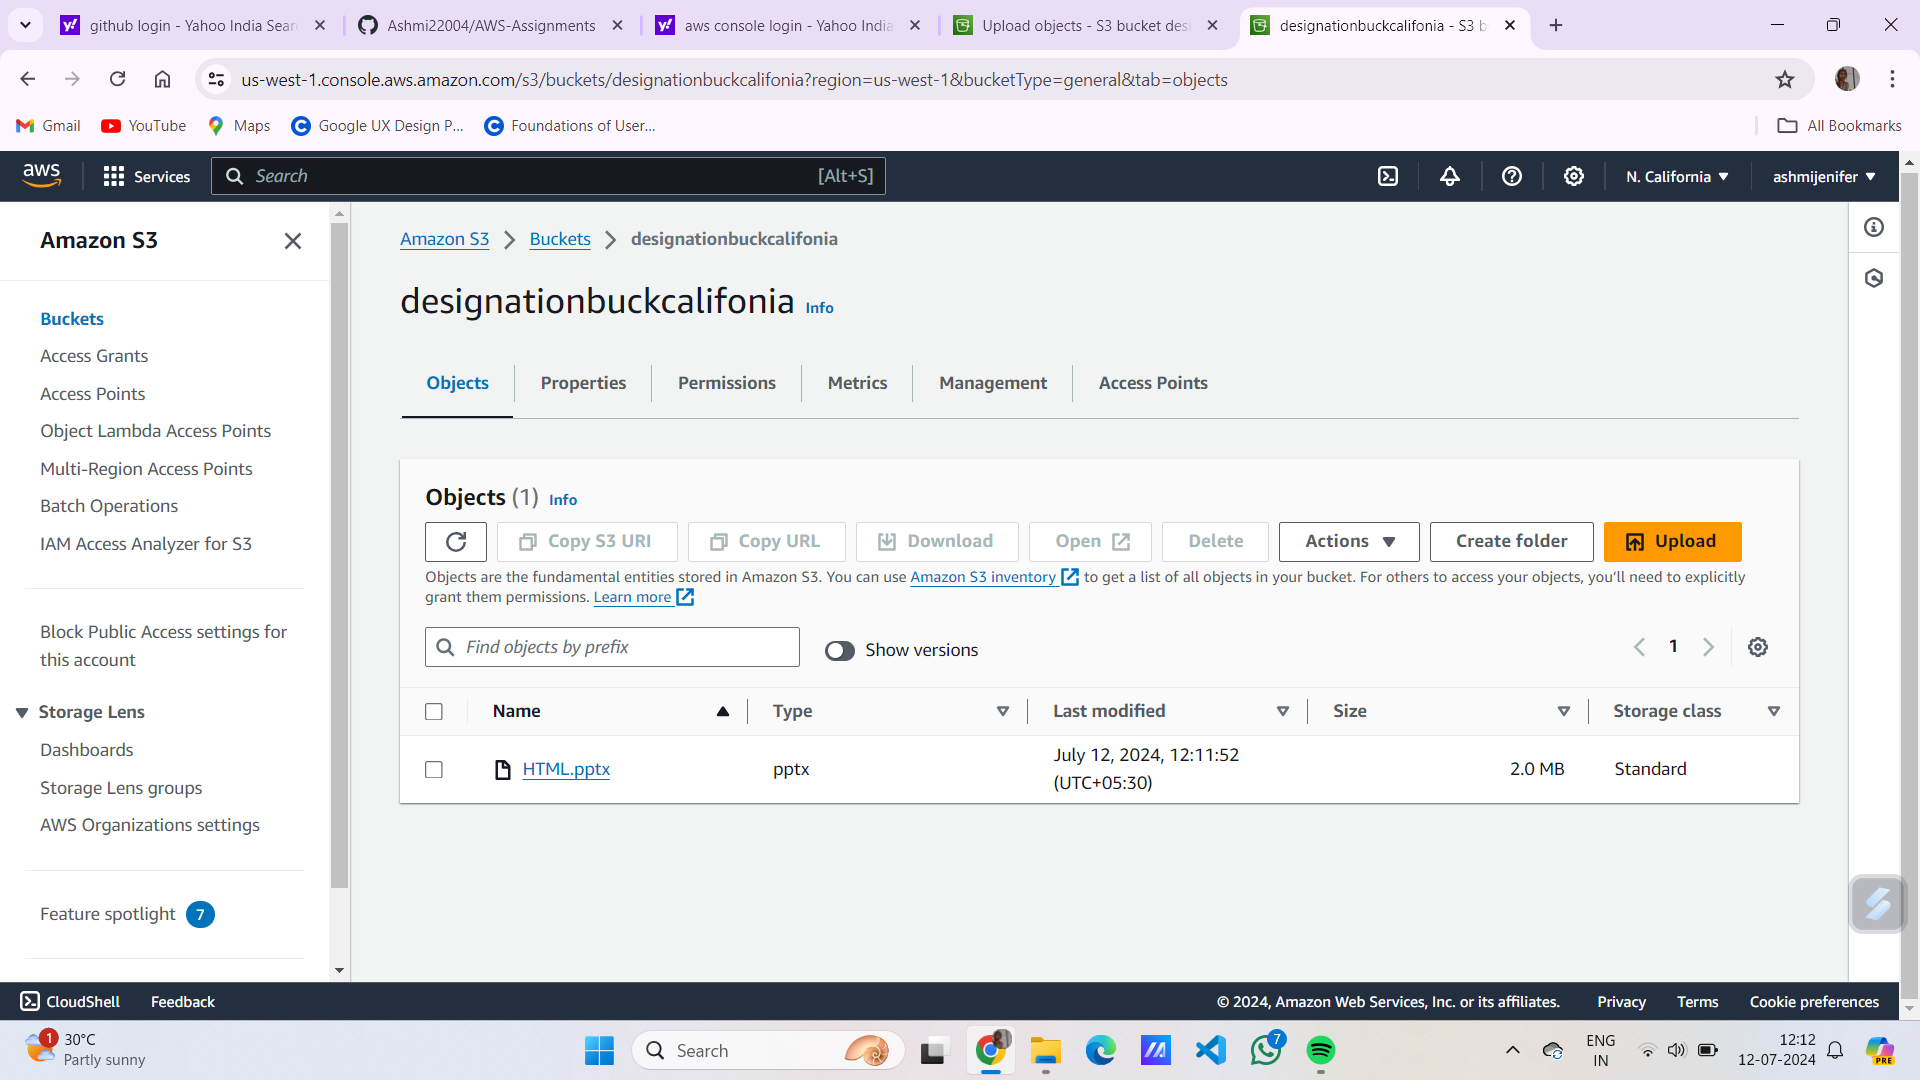 github login - Yahoo India Sear
Ashmi22004/AWS-Assignments
aws console login - Yahoo India
Upload objects - S3 bucket desi
designationbuckcalifonia - S3 b
us-west-1.console.aws.amazon.com/s3/buckets/designationbuckcalifonia?region=us-west-1&bucketType=general&tab=objects
Gmail
YouTube
Maps
Google UX Design P...
Foundations of User...
All Bookmarks
aws
Services
Search
[Alt+S]
N. California
ashmijenifer
Amazon S3
Buckets
Access Grants
Access Points
Object Lambda Access Points
Multi-Region Access Points
Batch Operations
IAM Access Analyzer for S3
Block Public Access settings for
this account
Storage Lens
Dashboards
Storage Lens groups
AWS Organizations settings
Feature spotlight 7
Amazon S3 > Buckets > designationbuckcalifonia
designationbuckcalifonia Info
Objects
Properties
Permissions
Metrics
Management
Access Points
Objects (1) Info
Copy S3 URI
Copy URL
Download
Open
Delete
Actions
Create folder
Upload
Objects are the fundamental entities stored in Amazon S3. You can use Amazon S3 inventory to get a list of all objects in your bucket. For others to access your objects, you'll need to explicitly
grant them permissions. Learn more
Find objects by prefix
Show versions
1
Name
Type
Last modified
Size
Storage class
HTML.pptx
pptx
July 12, 2024, 12:11:52
(UTC+05:30)
2.0 MB
Standard
CloudShell
Feedback
© 2024, Amazon Web Services, Inc. or its affiliates.
Privacy
Terms
Cookie preferences
1
30°C
Partly sunny
Search
7
ENG
IN
12:12
12-07-2024
PRE